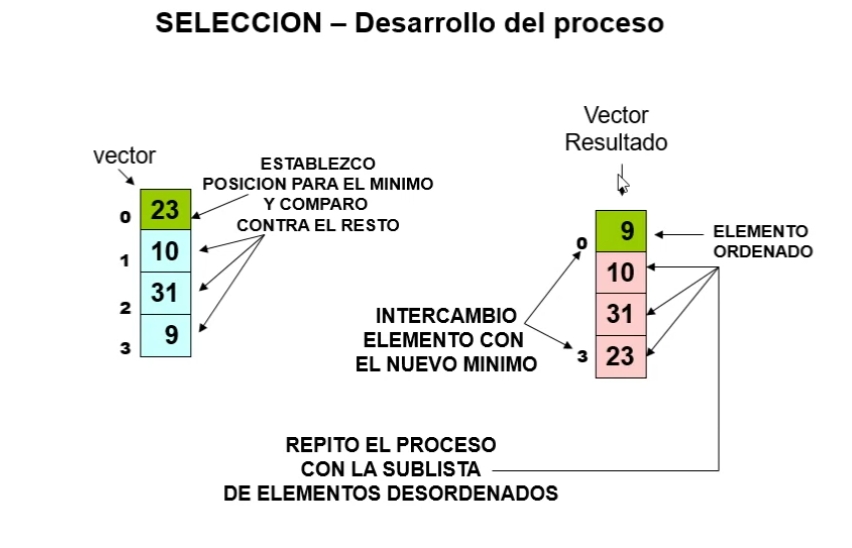 SELECCION – Desarrollo del proceso
vector
0 23
1 10
2 31
3 9
ESTABLEZCO
POSICION PARA EL MINIMO
Y COMPARO
CONTRA EL RESTO
Vector
Resultado
0 9
10
31
3 23
ELEMENTO
ORDENADO
INTERCAMBIO
ELEMENTO CON
EL NUEVO MINIMO
REPITO EL PROCESO
CON LA SUBLISTA
DE ELEMENTOS DESORDENADOS